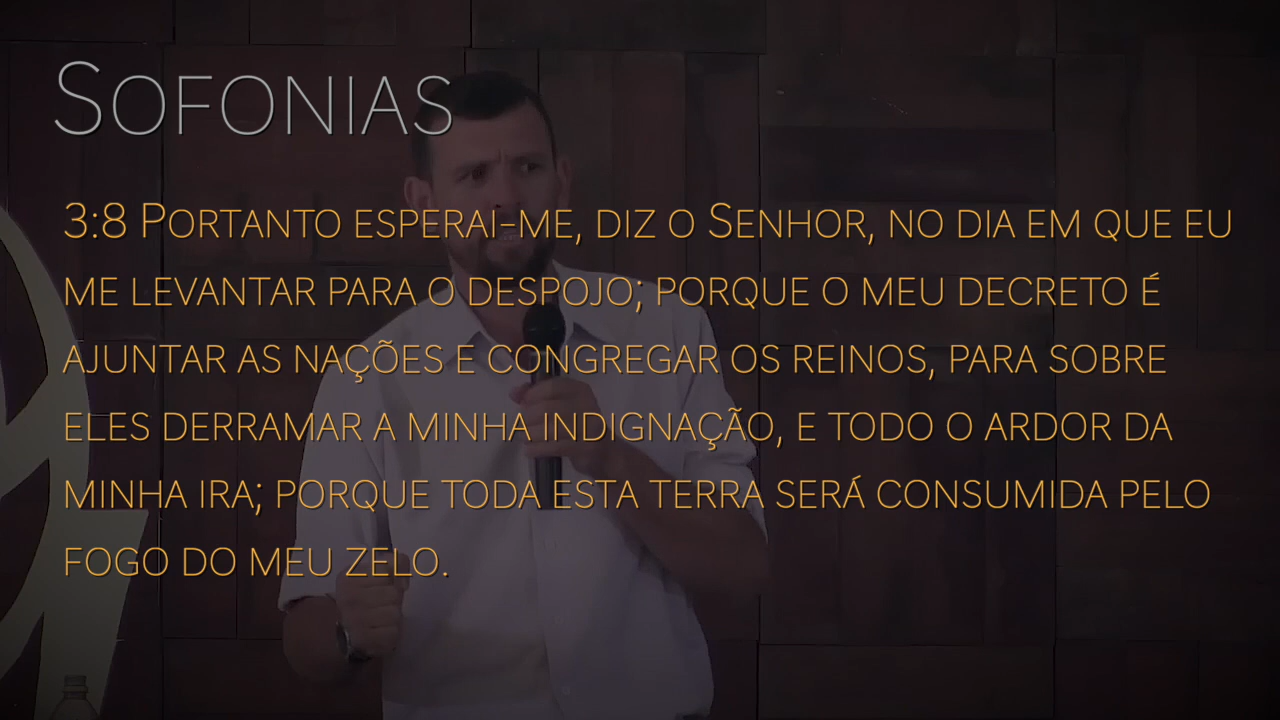 Sofonias
3:8 Portanto esperai-me, diz o Senhor, no dia em que eu
me levantar para o despojo; porque o meu decreto é
ajuntar as nações e congregar os reinos, para sobre
eles derramar a minha indignação, e todo o ardor da
minha ira; porque toda esta terra será consumida pelo
fogo do meu zelo.